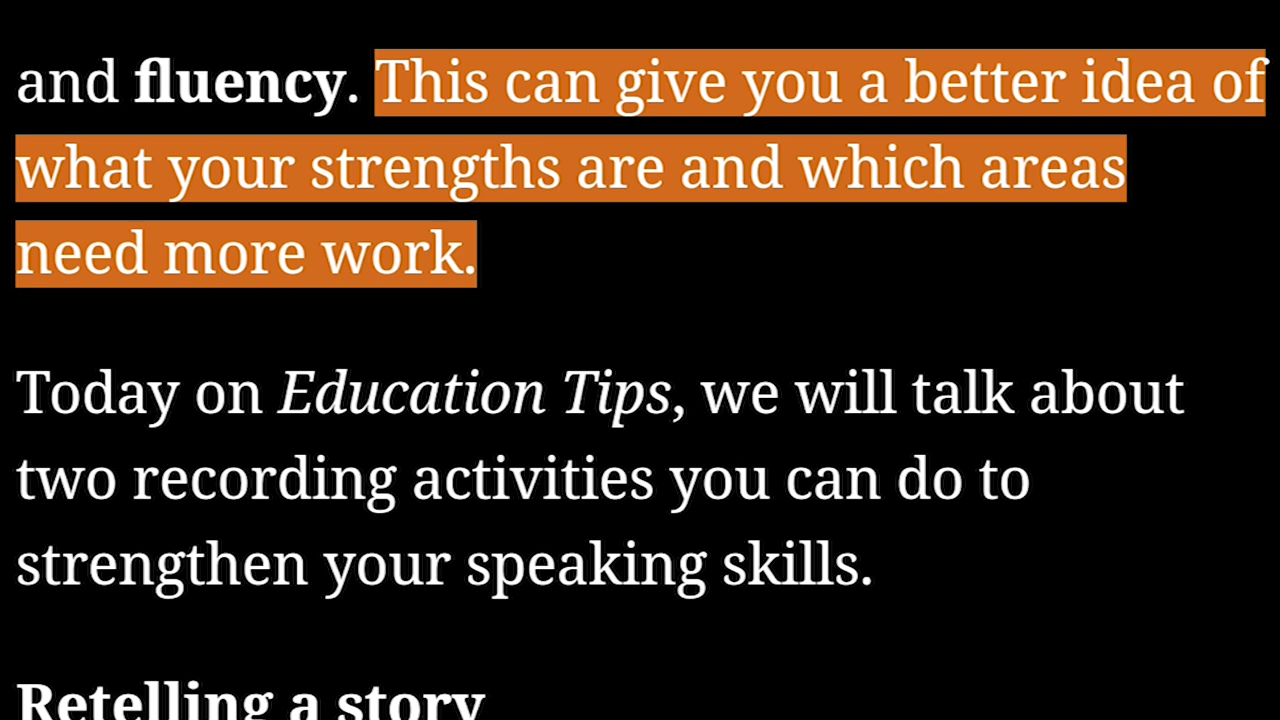 and fluency. This can give you a better idea of
what your strengths are and which areas
need more work.
Today on Education Tips, we will talk about
two recording activities you can do to
strengthen your speaking skills.
Retelling a story